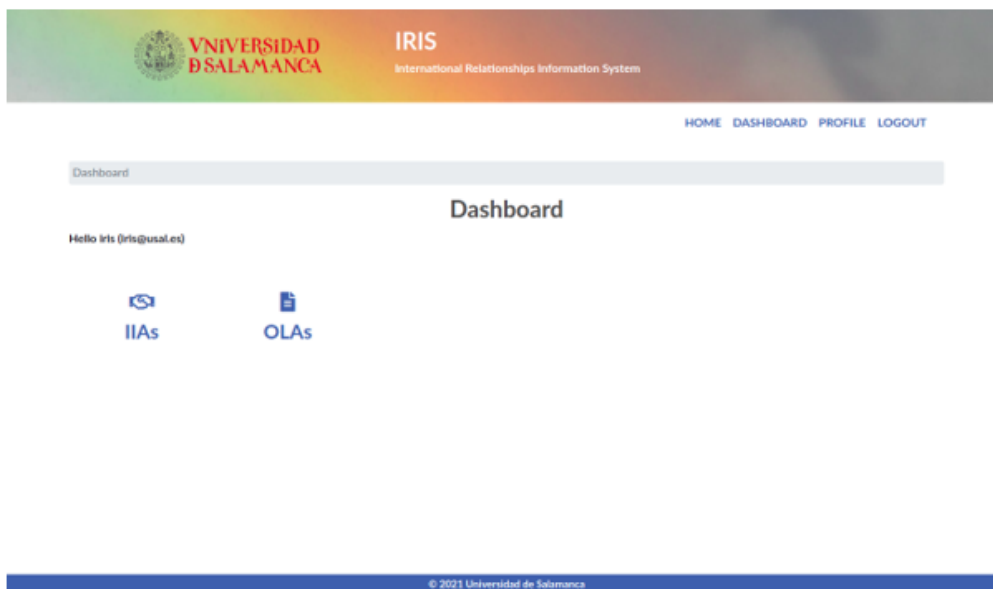 VNiVERSiDAD
Ð SALAMANCA
IRIS
International Relationships Information System
HOME DASHBOARD PROFILE LOGOUT
Dashboard
Dashboard
Hello iris (iris@usal.es)
IIAs OLAs
© 2021 Universidad de Salamanca